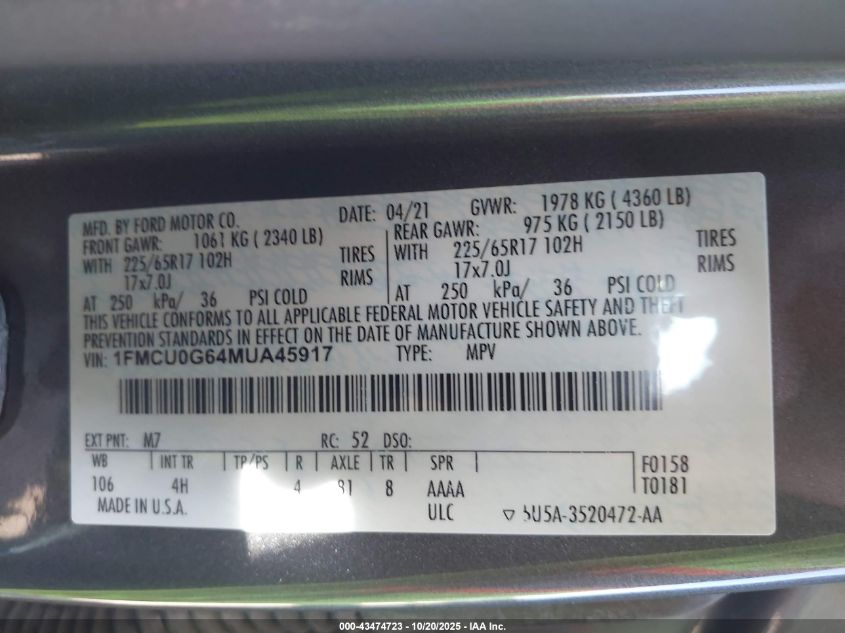 MFD. BY FORD MOTOR CO. DATE: 04/21 GVWR: 1978 KG ( 4360 LB)
FRONT GAWR: 1061 KG ( 2340 LB) REAR GAWR: 975 KG ( 2150 LB)
WITH 225/65R17 102H TIRES WITH 225/65R17 102H TIRES
17x7.0J RIMS 17x7.0J RIMS
AT 250 kPa/ 36 PSI COLD AT 250 kPa/ 36 PSI COLD
THIS VEHICLE CONFORMS TO ALL APPLICABLE FEDERAL MOTOR VEHICLE SAFETY AND THEFT
PREVENTION STANDARDS IN EFFECT ON THE DATE OF MANUFACTURE SHOWN ABOVE.
VIN: 1FMCU0G64MUA45917 TYPE: MPV
EXT PNT: M7 RC: 52 DSO:
WB INT TR TP/PS R AXLE TR SPR F0158
106 4H 4 81 8 AAAA T0181
MADE IN U.S.A. ULC ▽ 5U5A-3520472-AA
000-43474723 - 10/20/2025 - IAA Inc.